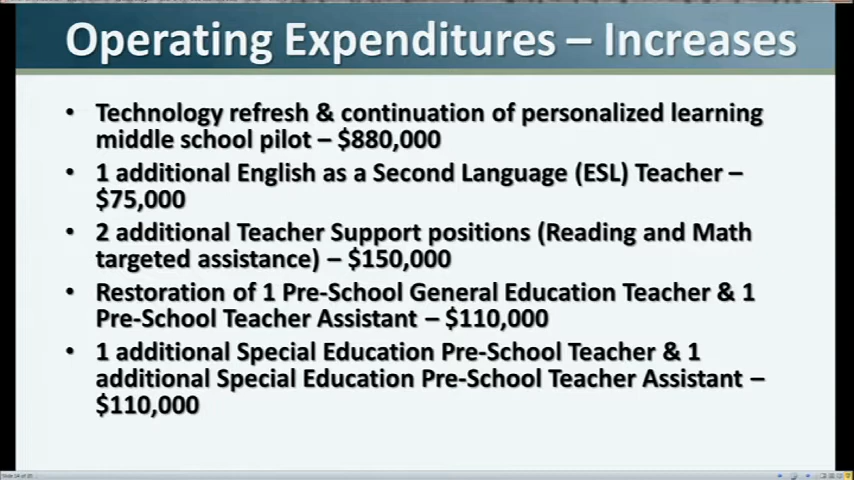 Operating Expenditures – Increases
• Technology refresh & continuation of personalized learning
middle school pilot – $880,000
• 1 additional English as a Second Language (ESL) Teacher –
$75,000
• 2 additional Teacher Support positions (Reading and Math
targeted assistance) – $150,000
• Restoration of 1 Pre-School General Education Teacher & 1
Pre-School Teacher Assistant – $110,000
• 1 additional Special Education Pre-School Teacher & 1
additional Special Education Pre-School Teacher Assistant –
$110,000